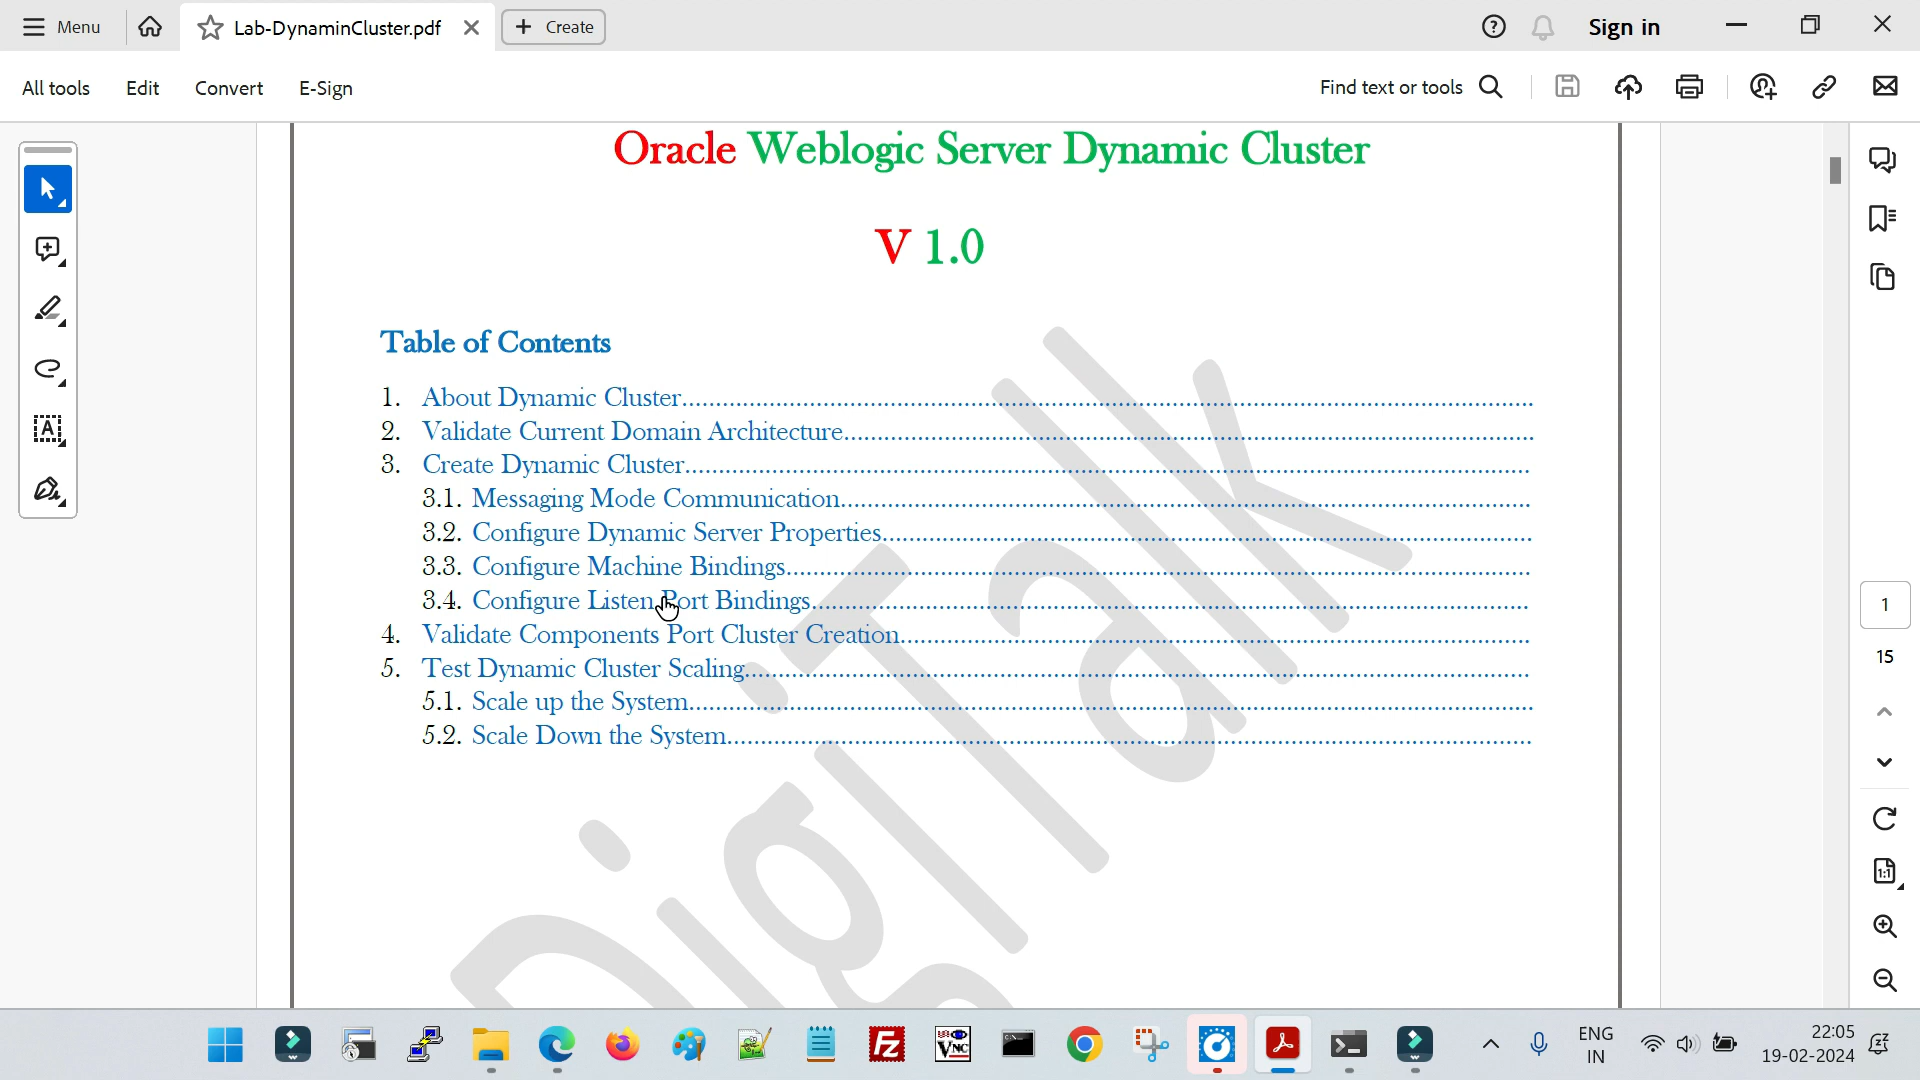 Menu
Lab-DynaminCluster.pdf
Create
Sign in
All tools
Edit
Convert
E-Sign
Find text or tools
Oracle Weblogic Server Dynamic Cluster
V 1.0
Table of Contents
1. About Dynamic Cluster
2. Validate Current Domain Architecture
3. Create Dynamic Cluster
3.1. Messaging Mode Communication
3.2. Configure Dynamic Server Properties
3.3. Configure Machine Bindings
3.4. Configure Listen Port Bindings
4. Validate Components Port Cluster Creation
5. Test Dynamic Cluster Scaling
5.1. Scale up the System
5.2. Scale Down the System
DigiTalk
1
15
1:1
A
Fz
VNC
ENG
IN
22:05
19-02-2024